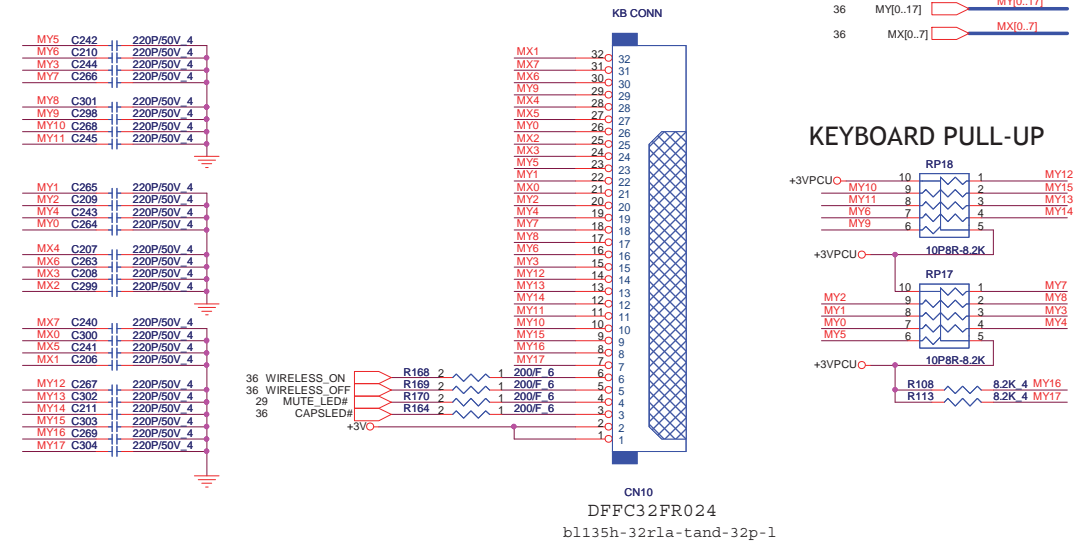 KB CONN
36 MY[0..17] MY[0..17]
36 MX[0..7] MX[0..7]
MY5 C242 220P/50V_4
MY6 C210 220P/50V_4
MY3 C244 220P/50V_4
MY7 C266 220P/50V_4
MY8 C301 220P/50V_4
MY9 C298 220P/50V_4
MY10 C268 220P/50V_4
MY11 C245 220P/50V_4
MY1 C265 220P/50V_4
MY2 C209 220P/50V_4
MY4 C243 220P/50V_4
MY0 C264 220P/50V_4
MX4 C207 220P/50V_4
MX6 C263 220P/50V_4
MX3 C208 220P/50V_4
MX2 C299 220P/50V_4
MX7 C240 220P/50V_4
MX0 C300 220P/50V_4
MX5 C241 220P/50V_4
MX1 C206 220P/50V_4
MY12 C267 220P/50V_4
MY13 C302 220P/50V_4
MY14 C211 220P/50V_4
MY15 C303 220P/50V_4
MY16 C269 220P/50V_4
MY17 C304 220P/50V_4
MX1 32 32
MX7 31 31
MX6 30 30
MY9 29 29
MX4 28 28
MX5 27 27
MY0 26 26
MX2 25 25
MX3 24 24
MY5 23 23
MY1 22 22
MX0 21 21
MY2 20 20
MY4 19 19
MY7 18 18
MY8 17 17
MY6 16 16
MY3 15 15
MY12 14 14
MY13 13 13
MY14 12 12
MY11 11 11
MY10 10 10
MY15 9 9
MY16 8 8
MY17 7 7
36 WIRELESS_ON R168 2 1 200/F_6 6 6
36 WIRELESS_OFF R169 2 1 200/F_6 5 5
29 MUTE_LED# R170 2 1 200/F_6 4 4
36 CAPSLED# R164 2 1 200/F_6 3 3
+3VO 2 2
1 1
CN10
DFFC32FR024
bl135h-32rla-tand-32p-l
KEYBOARD PULL-UP
RP18
+3VPCU 10 1 MY12
MY10 9 2 MY15
MY11 8 3 MY13
MY6 7 4 MY14
MY9 6 5
+3VPCU 10P8R-8.2K
RP17
10 1 MY7
MY2 9 2 MY8
MY1 8 3 MY3
MY0 7 4 MY4
MY5 6 5
+3VPCU 10P8R-8.2K
R108 8.2K_4 MY16
R113 8.2K_4 MY17